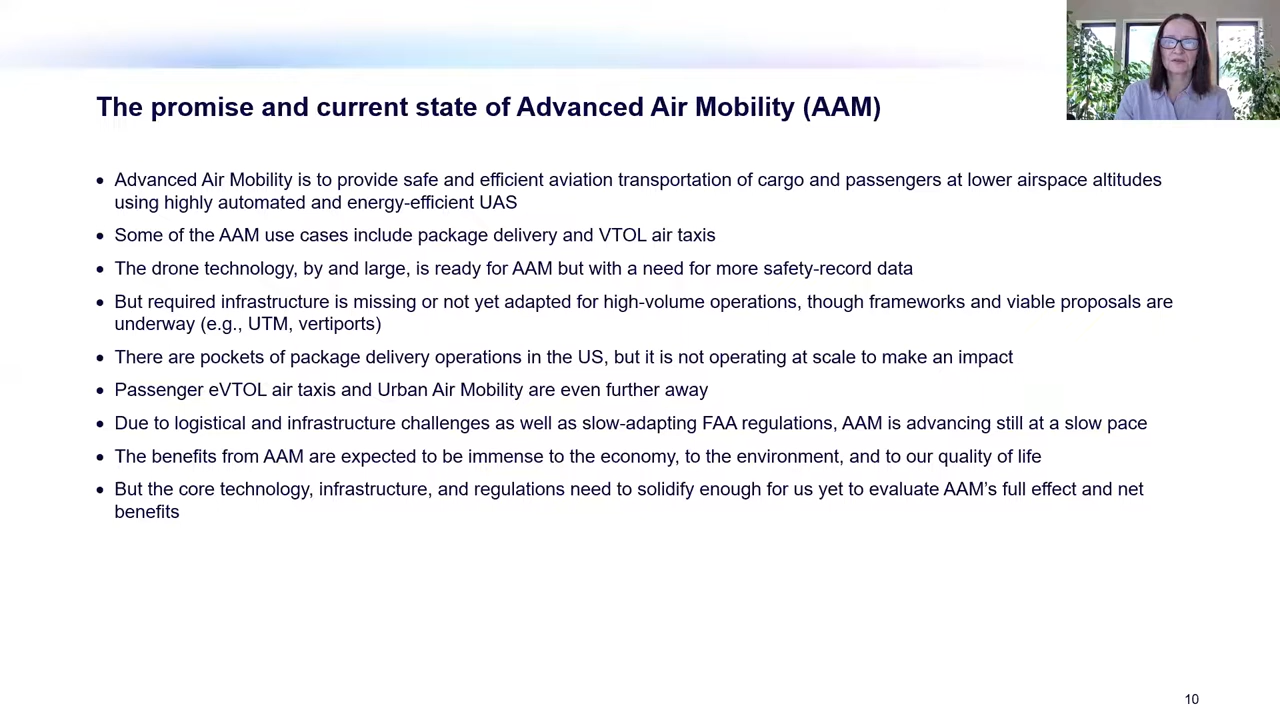 The promise and current state of Advanced Air Mobility (AAM)
• Advanced Air Mobility is to provide safe and efficient aviation transportation of cargo and passengers at lower airspace altitudes
using highly automated and energy-efficient UAS
• Some of the AAM use cases include package delivery and VTOL air taxis
• The drone technology, by and large, is ready for AAM but with a need for more safety-record data
• But required infrastructure is missing or not yet adapted for high-volume operations, though frameworks and viable proposals are
underway (e.g., UTM, vertiports)
• There are pockets of package delivery operations in the US, but it is not operating at scale to make an impact
• Passenger eVTOL air taxis and Urban Air Mobility are even further away
• Due to logistical and infrastructure challenges as well as slow-adapting FAA regulations, AAM is advancing still at a slow pace
• The benefits from AAM are expected to be immense to the economy, to the environment, and to our quality of life
• But the core technology, infrastructure, and regulations need to solidify enough for us yet to evaluate AAM’s full effect and net
benefits
10